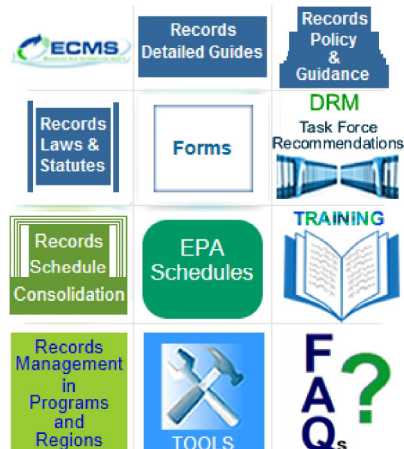 ECMS
Records
Detailed Guides
Records
Policy
&
Guidance
Records
Laws &
Statutes
Forms
DRM
Task Force
Recommendations
Records
Schedule
Consolidation
EPA
Schedules
TRAINING
Records
Management
in
Programs
and
Regions
TOOLS
FAQs?